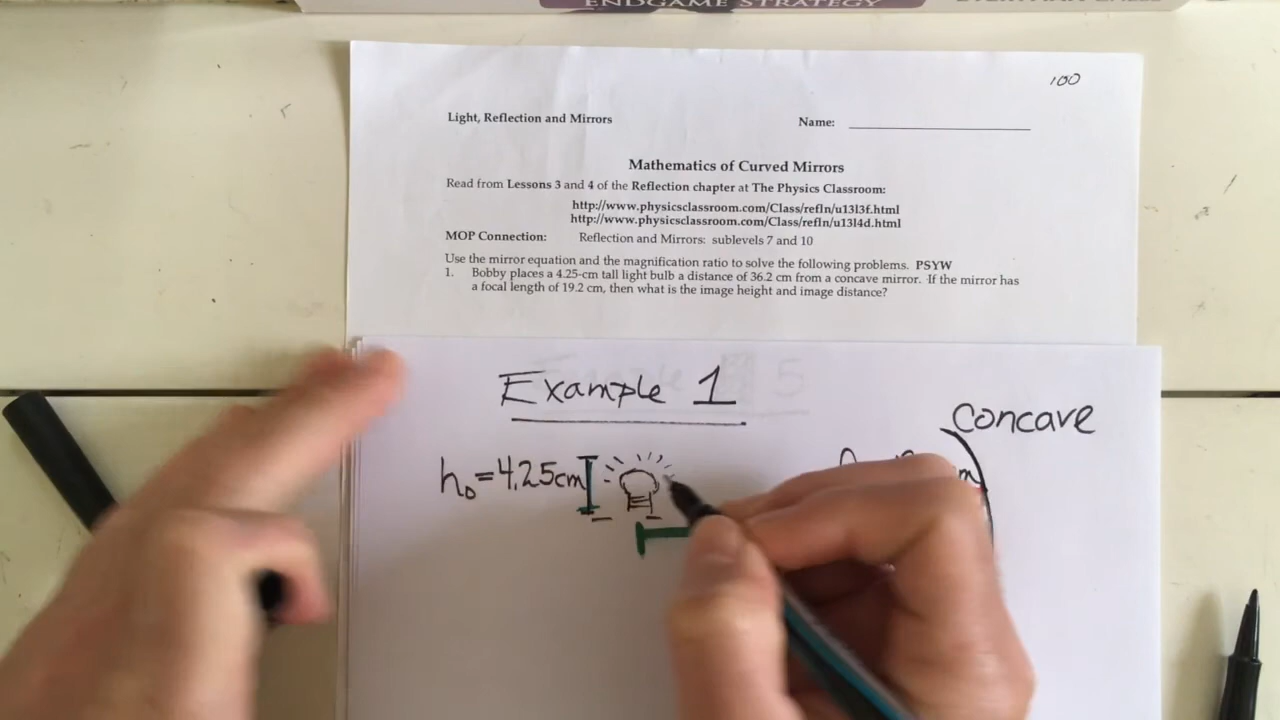 ENDGAME STRATEGY
100
Light, Reflection and Mirrors
Name:
Mathematics of Curved Mirrors
Read from Lessons 3 and 4 of the Reflection chapter at The Physics Classroom:
http://www.physicsclassroom.com/Class/refln/u13l3f.html
http://www.physicsclassroom.com/Class/refln/u13l4d.html
MOP Connection: Reflection and Mirrors: sublevels 7 and 10
Use the mirror equation and the magnification ratio to solve the following problems. PSYW
1. Bobby places a 4.25-cm tall light bulb a distance of 36.2 cm from a concave mirror. If the mirror has
a focal length of 19.2 cm, then what is the image height and image distance?
Example 1
Concave
ho=4.25cm